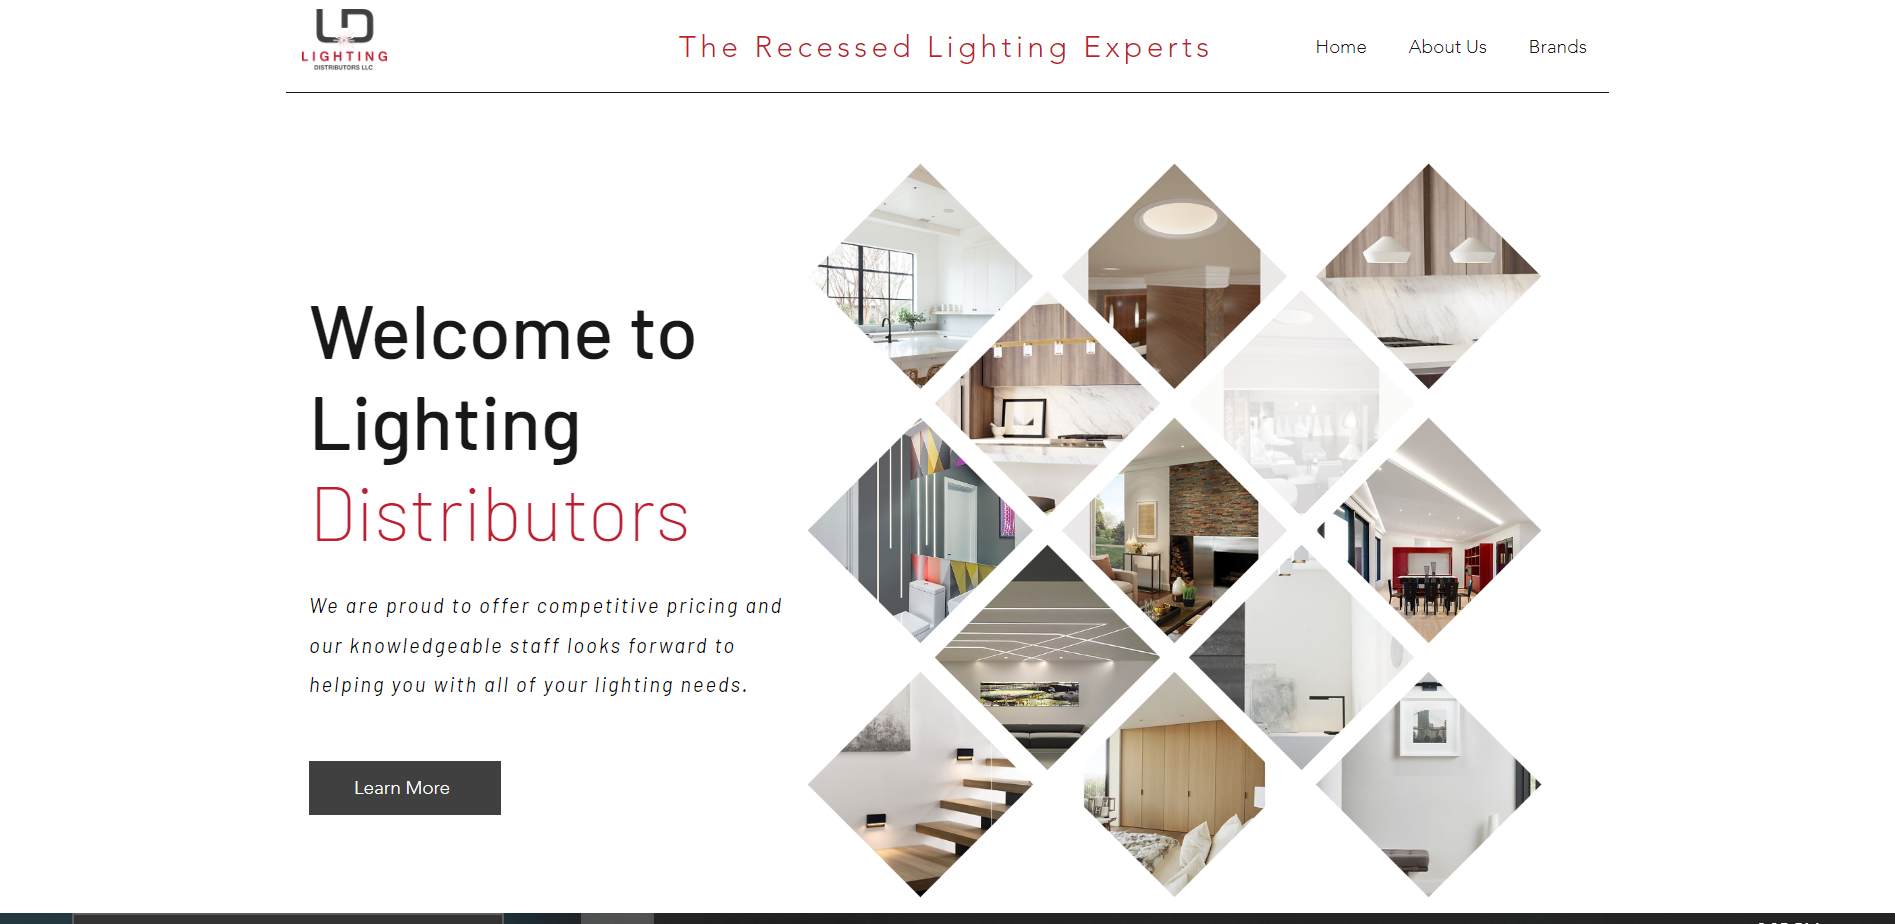 LD
LIGHTING
DISTRIBUTORS LLC
The Recessed Lighting Experts
Home
About Us
Brands
Welcome to
Lighting
Distributors
We are proud to offer competitive pricing and
our knowledgeable staff looks forward to
helping you with all of your lighting needs.
Learn More